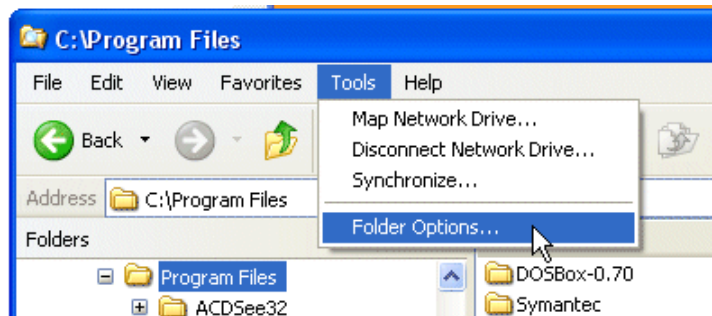 C:\Program Files
File Edit View Favorites Tools Help
Map Network Drive...
Back
Disconnect Network Drive...
Synchronize...
Address C:\Program Files
Folder Options...
Folders
Program Files
DOSBox-0.70
ACDSee32
Symantec